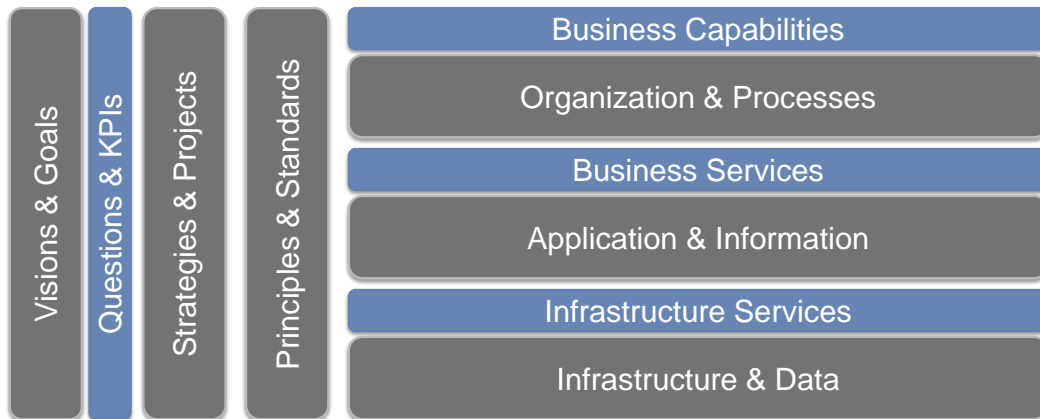 Visions & Goals
Questions & KPIs
Strategies & Projects
Principles & Standards
Business Capabilities
Organization & Processes
Business Services
Application & Information
Infrastructure Services
Infrastructure & Data